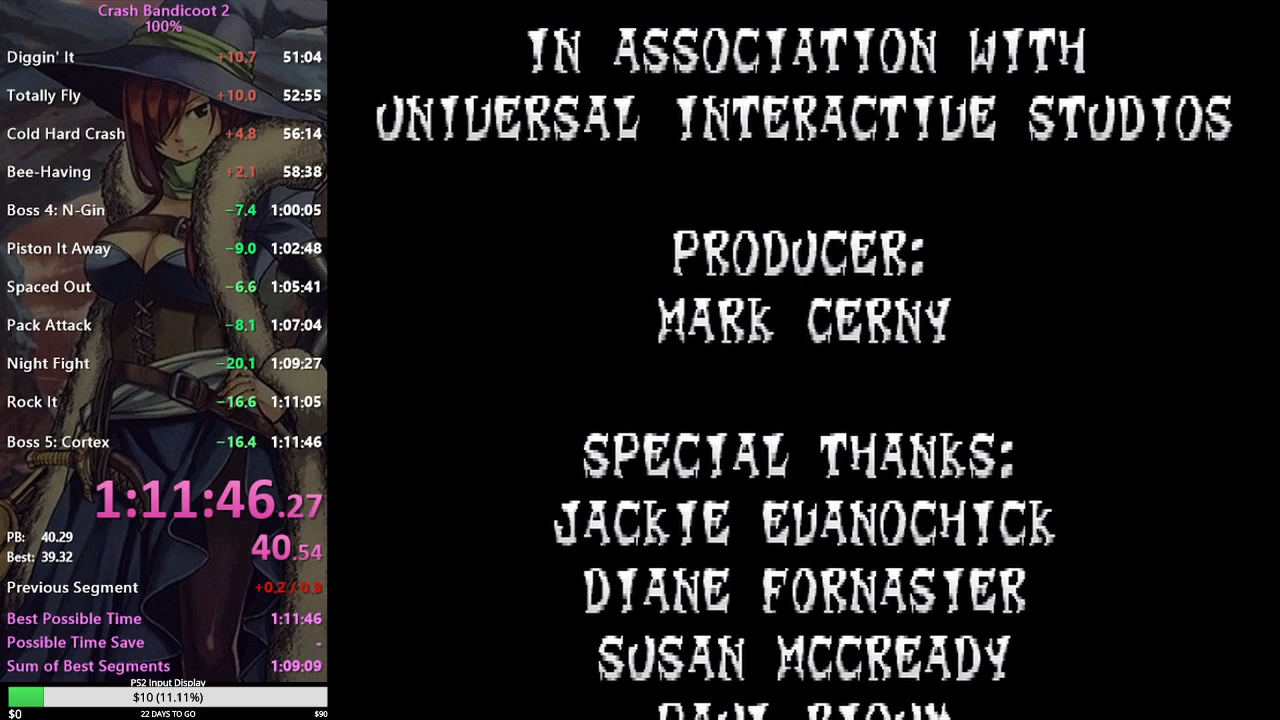 Crash Bandicoot 2
100%
Diggin' It +10.7 51:04
Totally Fly +10.0 52:55
Cold Hard Crash +4.8 56:14
Bee-Having +2.1 58:38
Boss 4: N-Gin −7.4 1:00:05
Piston It Away −9.0 1:02:48
Spaced Out −6.6 1:05:41
Pack Attack −8.1 1:07:04
Night Fight −20.1 1:09:27
Rock It −16.6 1:11:05
Boss 5: Cortex −16.4 1:11:46
1:11:46.27
PB: 40.29
Best: 39.32
40.54
Previous Segment +0.2 / 0.9
Best Possible Time 1:11:46
Possible Time Save -
Sum of Best Segments 1:09:09
PS2 Input Display
$10 (11.11%)
$0 22 DAYS TO GO $90
IN ASSOCIATION WITH
UNIVERSAL INTERACTIVE STUDIOS
PRODUCER:
MARK CERNY
SPECIAL THANKS:
JACKIE EVANOCHICK
DIANE FORNASIER
SUSAN MCCREADY